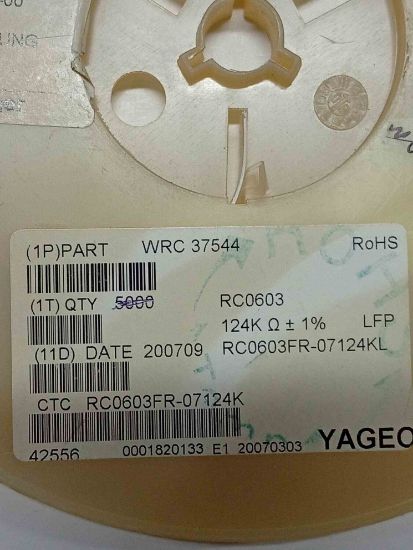 UNG
(1P)PART WRC 37544 RoHS
(1T) QTY 5000 RC0603
124K Ω ± 1% LFP
(11D) DATE 200709 RC0603FR-07124KL
CTC RC0603FR-07124K
42556 0001820133 E1 20070303 YAGEO